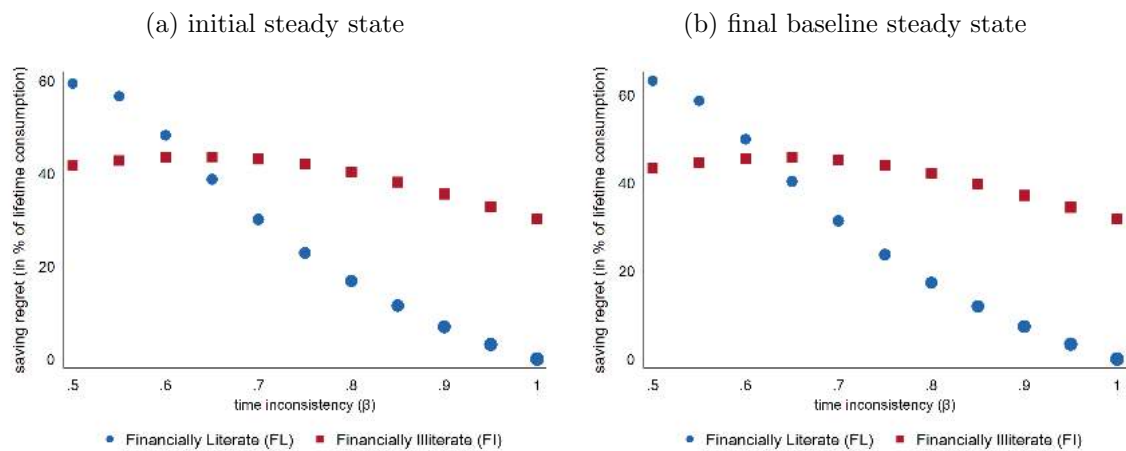 (a) initial steady state
saving regret (in % of lifetime consumption)
60
40
20
0
.5 .6 .7 .8 .9 1
time inconsistency (β)
Financially Literate (FL) Financially Illiterate (FI)
(b) final baseline steady state
saving regret (in % of lifetime consumption)
60
40
20
0
.5 .6 .7 .8 .9 1
time inconsistency (β)
Financially Literate (FL) Financially Illiterate (FI)